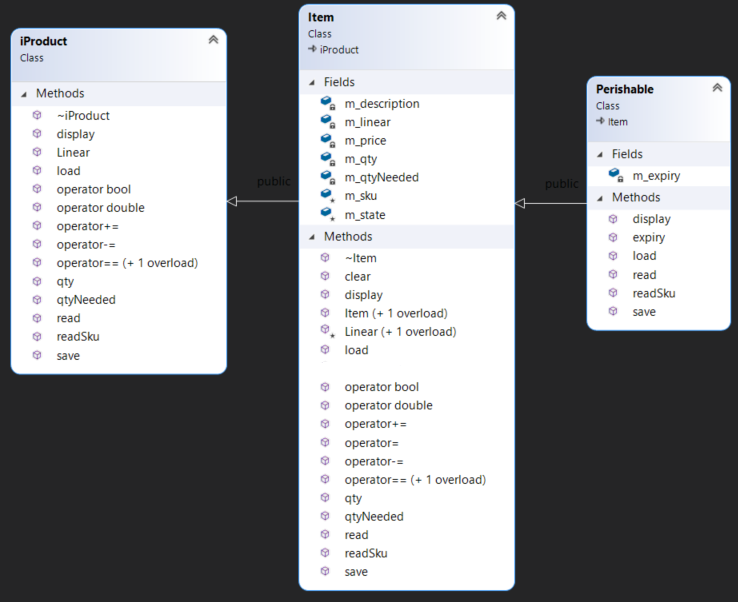 iProduct
Class
Methods
~iProduct
display
Linear
load
operator bool
operator double
operator+=
operator-=
operator== (+ 1 overload)
qty
qtyNeeded
read
readSku
save
public
Item
Class
iProduct
Fields
m_description
m_linear
m_price
m_qty
m_qtyNeeded
m_sku
m_state
Methods
~Item
clear
display
Item (+ 1 overload)
Linear (+ 1 overload)
load
operator bool
operator double
operator+=
operator=
operator-=
operator== (+ 1 overload)
qty
qtyNeeded
read
readSku
save
public
Perishable
Class
Item
Fields
m_expiry
Methods
display
expiry
load
read
readSku
save